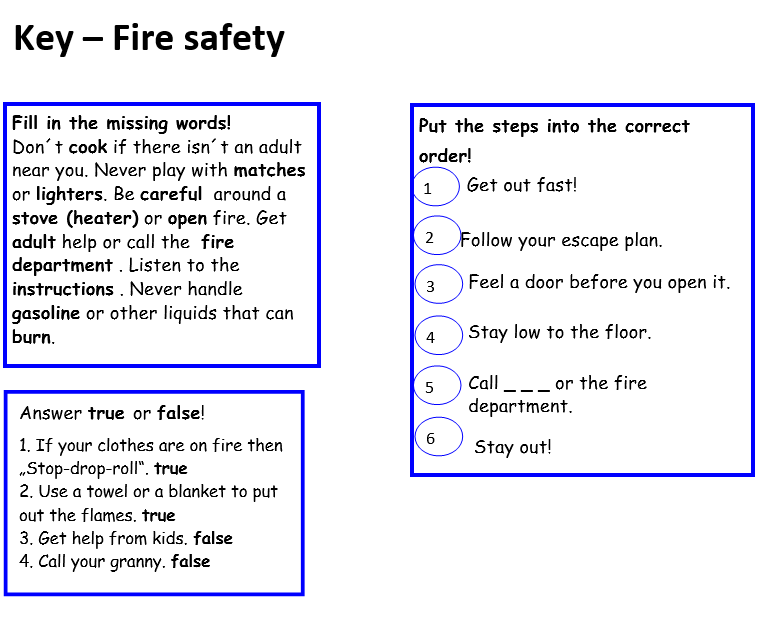 Key – Fire safety
Fill in the missing words!
Don´t cook if there isn´t an adult
near you. Never play with matches
or lighters. Be careful around a
stove (heater) or open fire. Get
adult help or call the fire
department . Listen to the
instructions . Never handle
gasoline or other liquids that can
burn.
Answer true or false!
1. If your clothes are on fire then
„Stop-drop-roll“. true
2. Use a towel or a blanket to put
out the flames. true
3. Get help from kids. false
4. Call your granny. false
Put the steps into the correct
order!
1 Get out fast!
2 Follow your escape plan.
3 Feel a door before you open it.
4 Stay low to the floor.
5 Call _ _ _ or the fire
department.
6 Stay out!